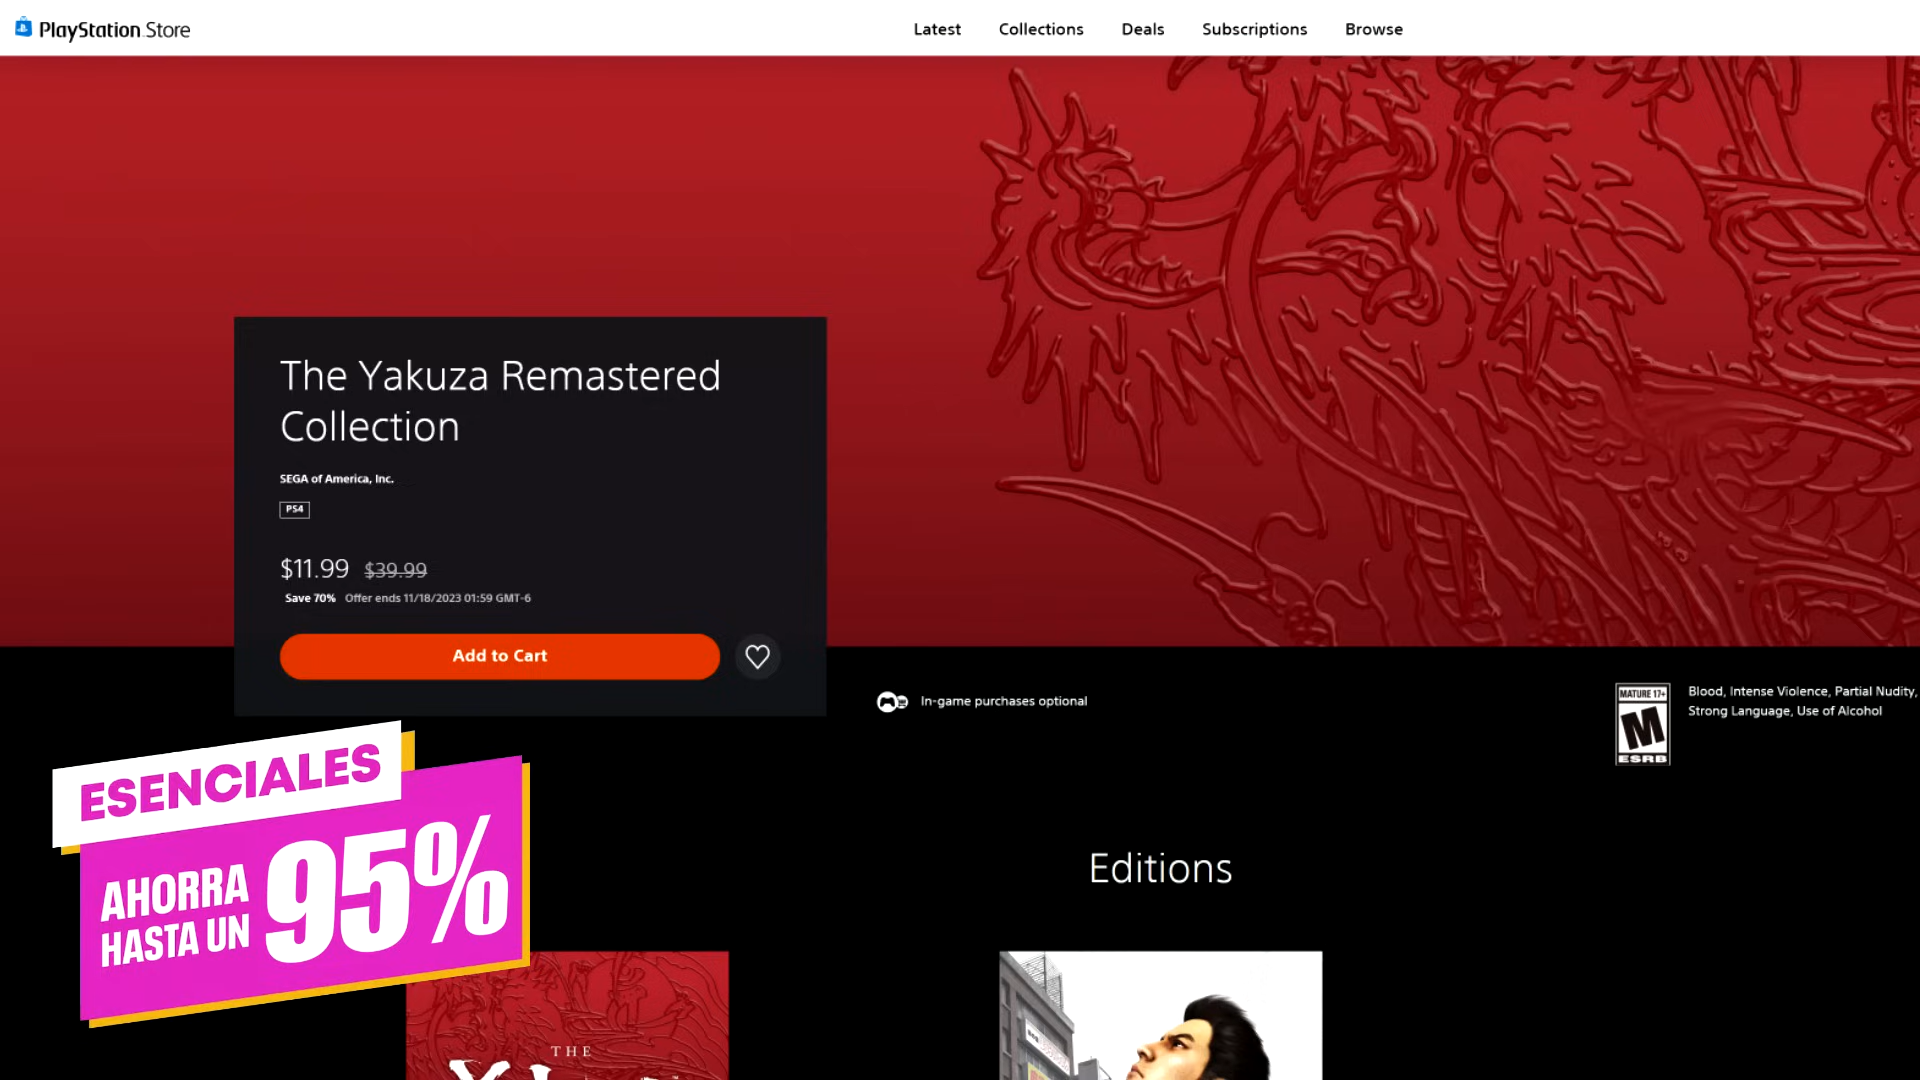 PlayStation Store
Latest
Collections
Deals
Subscriptions
Browse
The Yakuza Remastered
Collection
SEGA of America, Inc.
PS4
$11.99 $39.99
Save 70% Offer ends 11/18/2023 01:59 GMT-6
Add to Cart
In-game purchases optional
MATURE 17+
M
ESRB
Blood, Intense Violence, Partial Nudity,
Strong Language, Use of Alcohol
ESENCIALES
AHORRA
HASTA UN
95%
Editions
THE